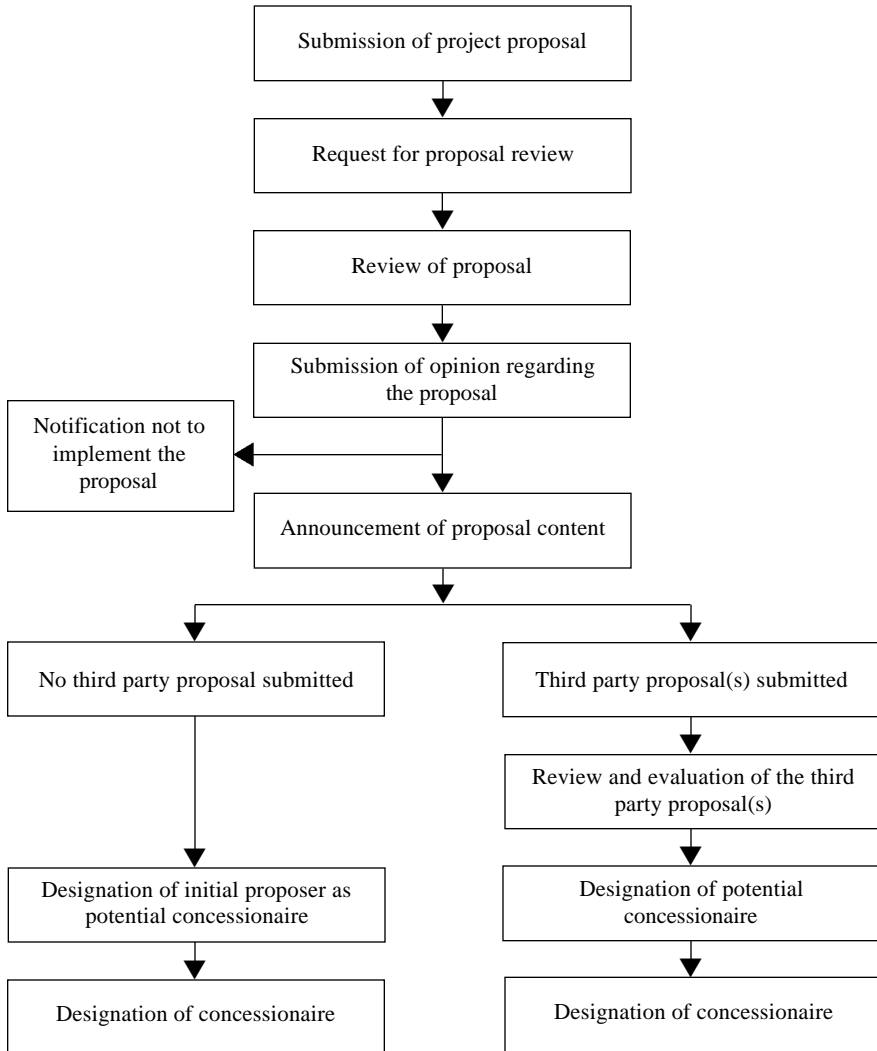 Submission of project proposal
Request for proposal review
Review of proposal
Submission of opinion regarding
the proposal
Notification not to
implement the
proposal
Announcement of proposal content
No third party proposal submitted
Third party proposal(s) submitted
Review and evaluation of the third
party proposal(s)
Designation of initial proposer as
potential concessionaire
Designation of potential
concessionaire
Designation of concessionaire
Designation of concessionaire